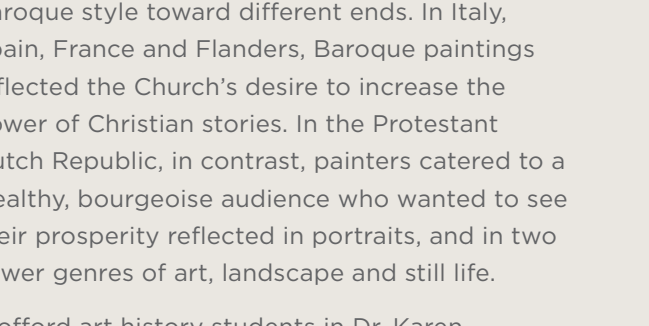 aroque style toward different ends. In Italy,
pain, France and Flanders, Baroque paintings
flected the Church's desire to increase the
ower of Christian stories. In the Protestant
utch Republic, in contrast, painters catered to a
ealthy, bourgeoise audience who wanted to see
eir prosperity reflected in portraits, and in two
wer genres of art, landscape and still life.
offord art history students in Dr. Karen